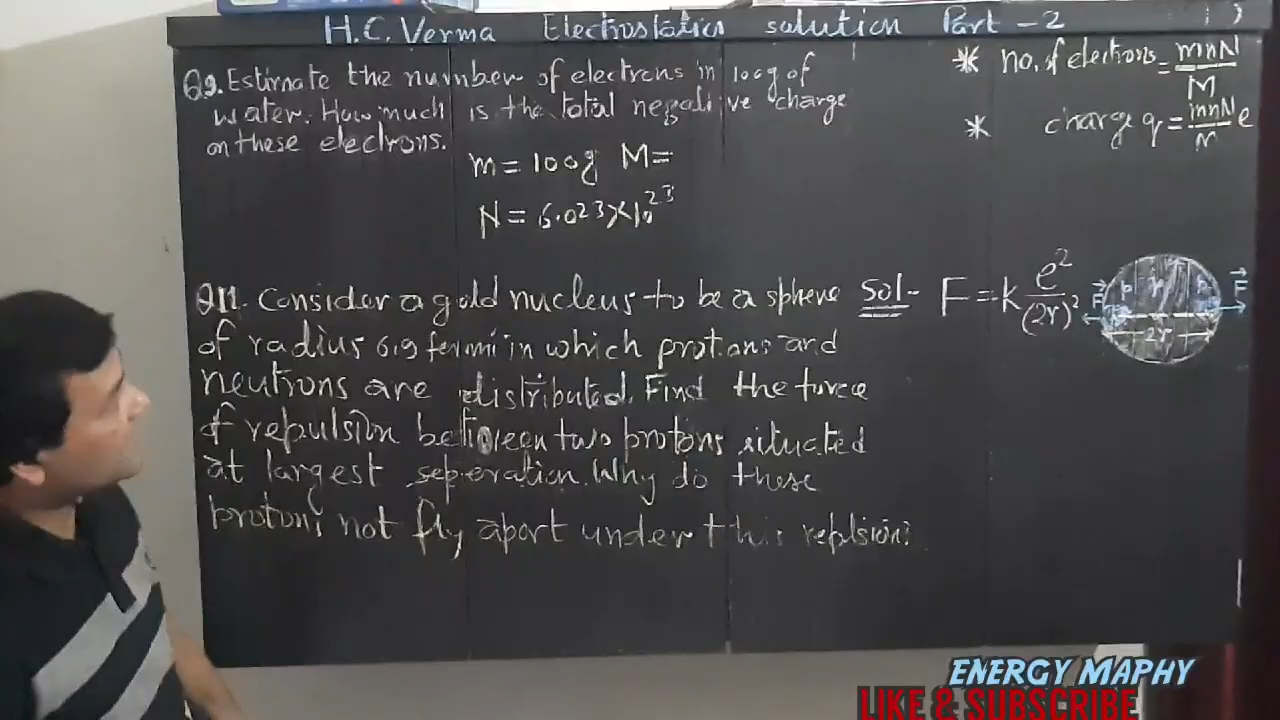 H.C. Verma Electrostatics solution Part - 2
Q9. Estimate the number of electrons in 100g of
water. How much is the total negative charge
on these electrons.
m = 100g M=
N = 6.023×10^23
* no. of electrons = mnN/M
* charge q = mnN/M e
Q11. Consider a gold nucleus to be a sphere
of radius 6.9 fermi in which protons and
neutrons are distributed. Find the force
of repulsion between two protons situated
at largest seperation. Why do these
protons not fly apart under this repulsion?
Sol- F = k e^2/(2r)^2
F F
2r
ENERGY MAPHY
LIKE & SUBSCRIBE